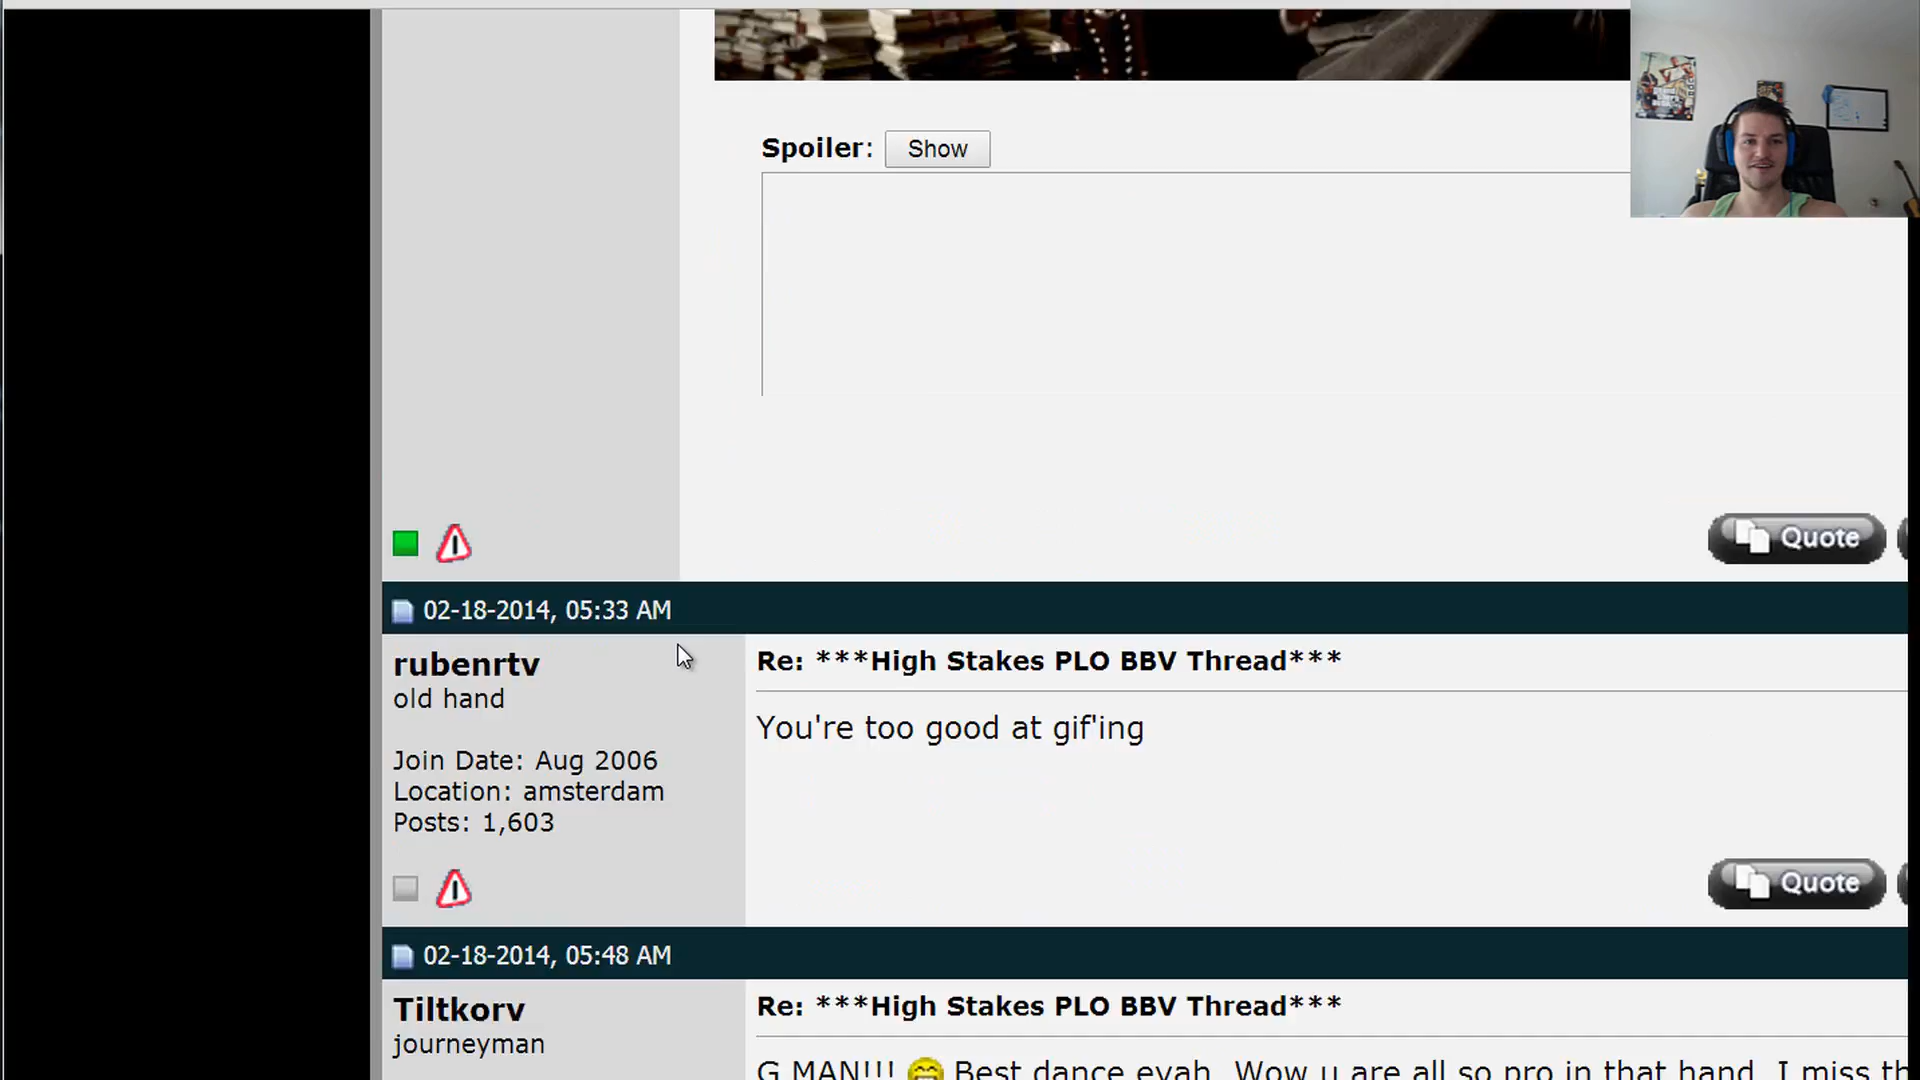 Spoiler: Show
Quote
02-18-2014, 05:33 AM
rubenrtv
old hand
Join Date: Aug 2006
Location: amsterdam
Posts: 1,603
Re: ***High Stakes PLO BBV Thread***
You're too good at gif'ing
Quote
02-18-2014, 05:48 AM
Tiltkorv
journeyman
Re: ***High Stakes PLO BBV Thread***
G MAN!!! Best dance evah. Wow u are all so pro in that hand. I miss th